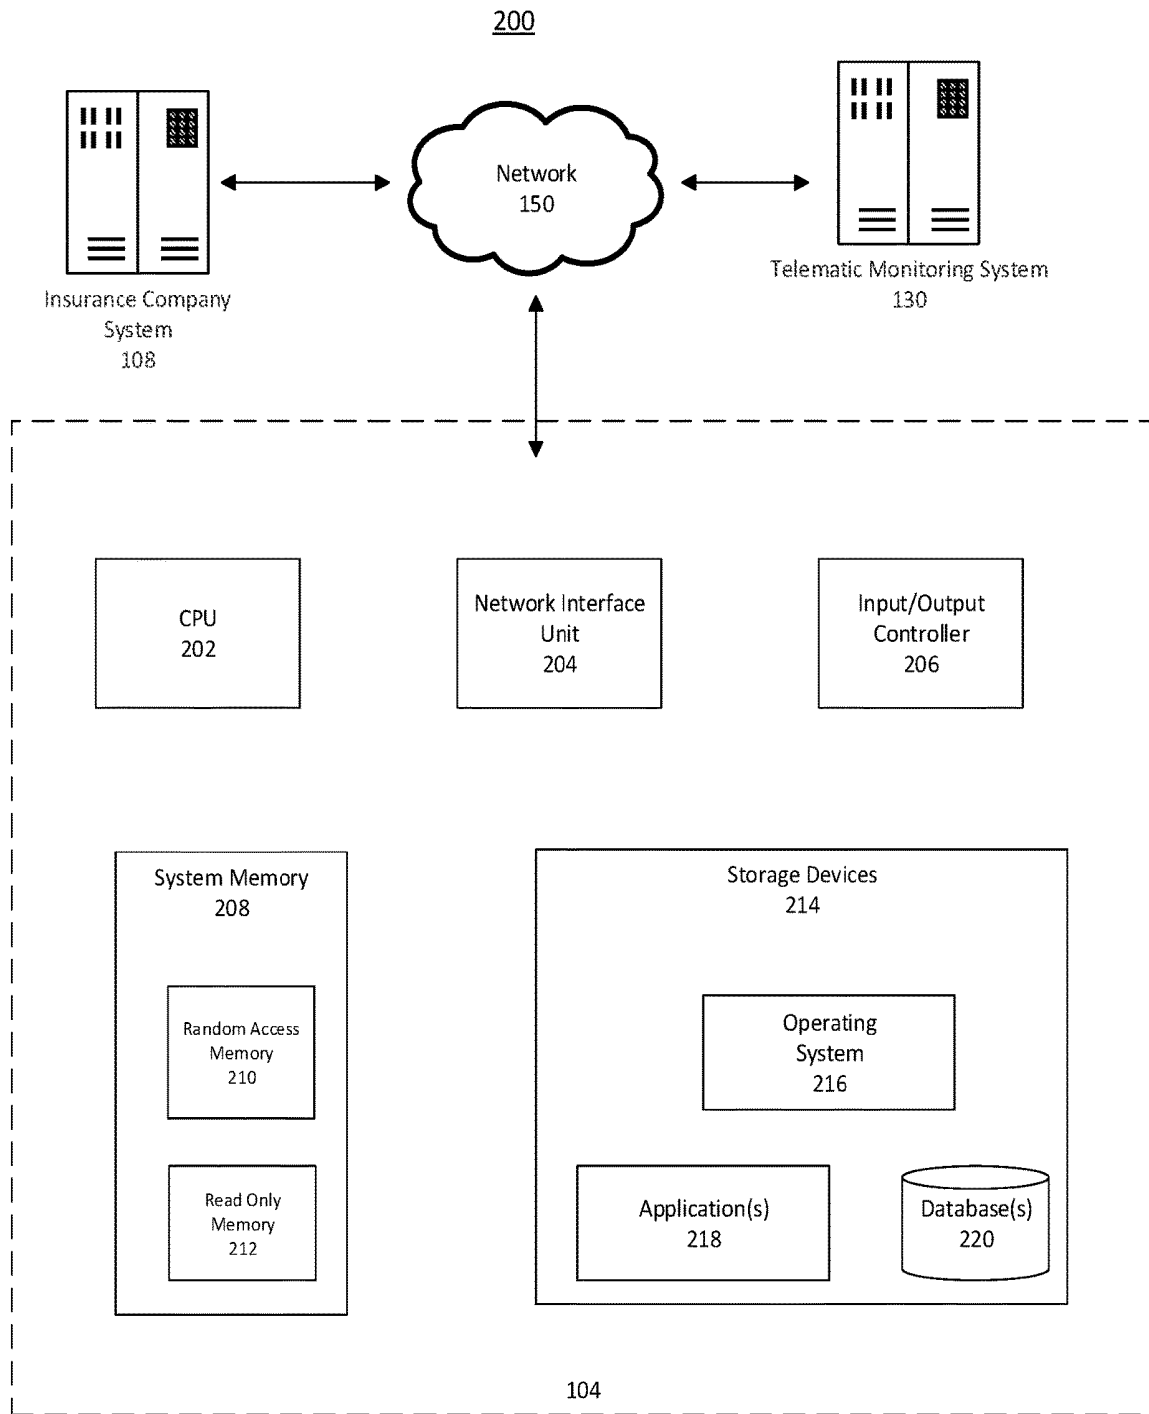 200
Network
150
Insurance Company
System
108
Telematic Monitoring System
130
CPU
202
Network Interface
Unit
204
Input/Output
Controller
206
System Memory
208
Random Access
Memory
210
Read Only
Memory
212
Storage Devices
214
Operating
System
216
Application(s)
218
Database(s)
220
104